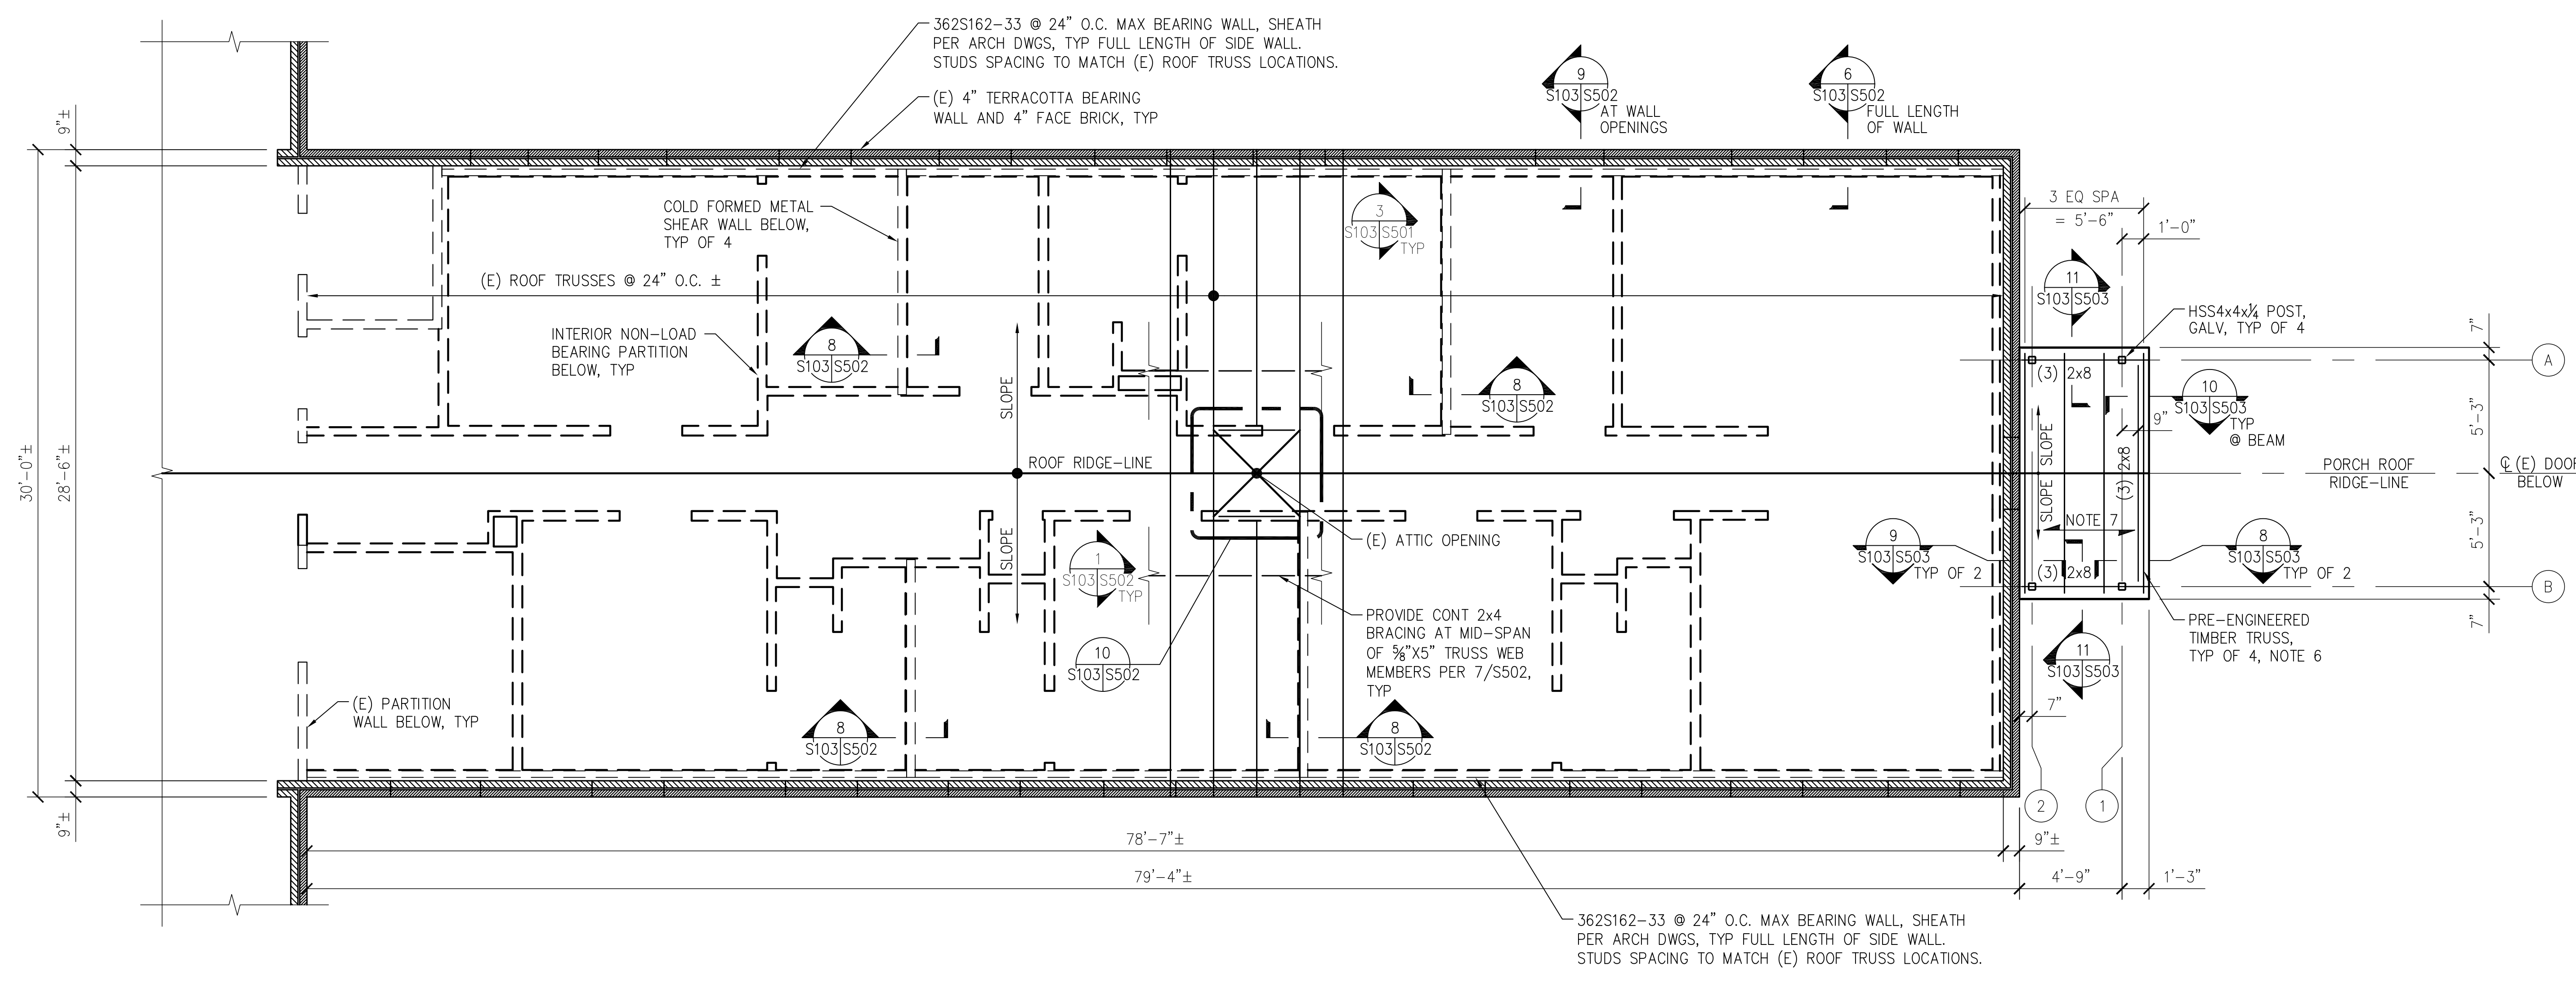 362S162-33 @ 24" O.C. MAX BEARING WALL, SHEATH
PER ARCH DWGS, TYP FULL LENGTH OF SIDE WALL.
STUDS SPACING TO MATCH (E) ROOF TRUSS LOCATIONS.
(E) 4" TERRACOTTA BEARING
WALL AND 4" FACE BRICK, TYP
9
S103 S502
AT WALL
OPENINGS
6
S103 S502
FULL LENGTH
OF WALL
9"±
30'-0"±
28'-6"±
9"±
COLD FORMED METAL
SHEAR WALL BELOW,
TYP OF 4
3
S103 S501
TYP
3 EQ SPA
= 5'-6"
1'-0"
(E) ROOF TRUSSES @ 24" O.C. ±
11
S103 S503
HSS4x4x¼ POST,
GALV, TYP OF 4
7"
INTERIOR NON-LOAD
BEARING PARTITION
BELOW, TYP
8
S103 S502
SLOPE
8
S103 S502
(3) 2x8
A
10
S103 S503
TYP
@ BEAM
9"
5'-3"
SLOPE
ROOF RIDGE-LINE
(3) 2x8
PORCH ROOF
RIDGE-LINE
℄ (E) DOOR
BELOW
SLOPE
SLOPE
NOTE 7
5'-3"
(E) ATTIC OPENING
1
S103 S502
TYP
9
S103 S503
TYP OF 2
8
S103 S503
TYP OF 2
(3) 2x8
B
7"
PROVIDE CONT 2x4
BRACING AT MID-SPAN
OF ⅝"X5" TRUSS WEB
MEMBERS PER 7/S502,
TYP
10
S103 S502
PRE-ENGINEERED
TIMBER TRUSS,
TYP OF 4, NOTE 6
11
S103 S503
7"
(E) PARTITION
WALL BELOW, TYP
8
S103 S502
8
S103 S502
2
1
78'-7"±
9"±
79'-4"±
4'-9"
1'-3"
362S162-33 @ 24" O.C. MAX BEARING WALL, SHEATH
PER ARCH DWGS, TYP FULL LENGTH OF SIDE WALL.
STUDS SPACING TO MATCH (E) ROOF TRUSS LOCATIONS.